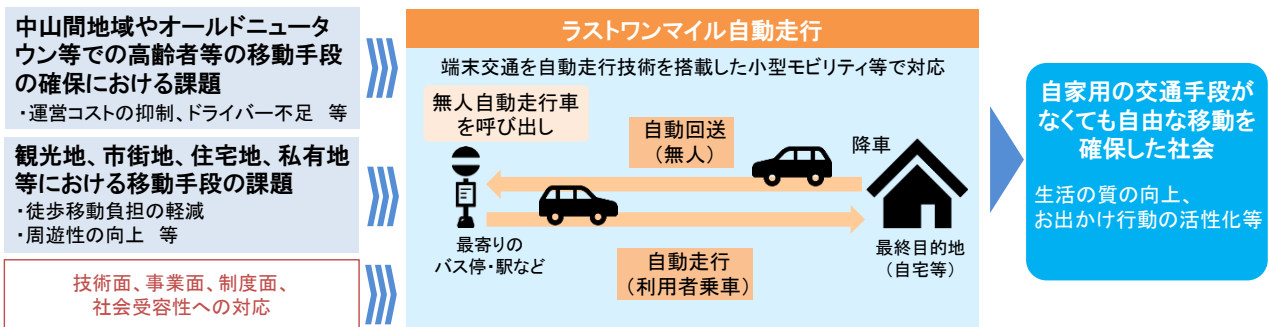 中山間地域やオールドニュータ
ウン等での高齢者等の移動手段
の確保における課題
・運営コストの抑制、ドライバー不足　等
観光地、市街地、住宅地、私有地
等における移動手段の課題
・徒歩移動負担の軽減
・周遊性の向上　等
技術面、事業面、制度面、
社会受容性への対応
ラストワンマイル自動走行
端末交通を自動走行技術を搭載した小型モビリティ等で対応
無人自動走行車
を呼び出し
自動回送
（無人）
降車
最寄りの
バス停・駅など
自動走行
（利用者乗車）
最終目的地
（自宅等）
自家用の交通手段が
なくても自由な移動を
確保した社会
生活の質の向上、
お出かけ行動の活性化等